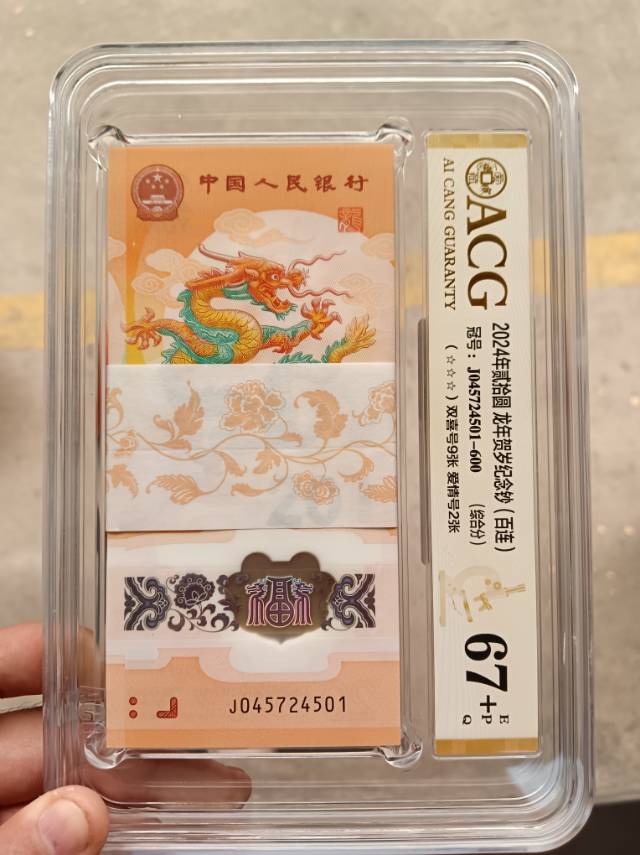 中国人民银行
龍
福
J045724501
ACG
AI CANG GUARANTY
2024年贰拾圆 龙年贺岁纪念钞(百连)
冠号:J045724501-600 (综合分)
(☆☆☆)双喜号9张 爱情号2张
67+
EPQ